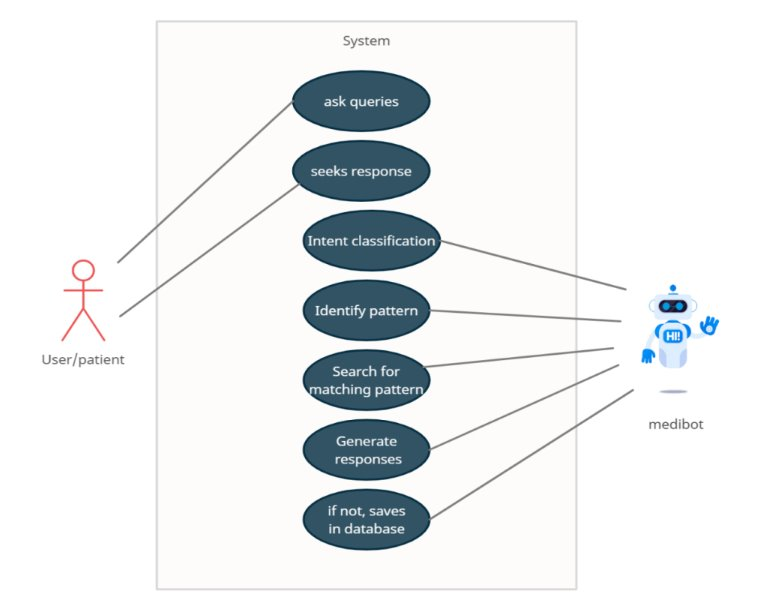 System
ask queries
seeks response
Intent classification
Identify pattern
Search for
matching pattern
Generate
responses
if not, saves
in database
User/patient
HI!
medibot